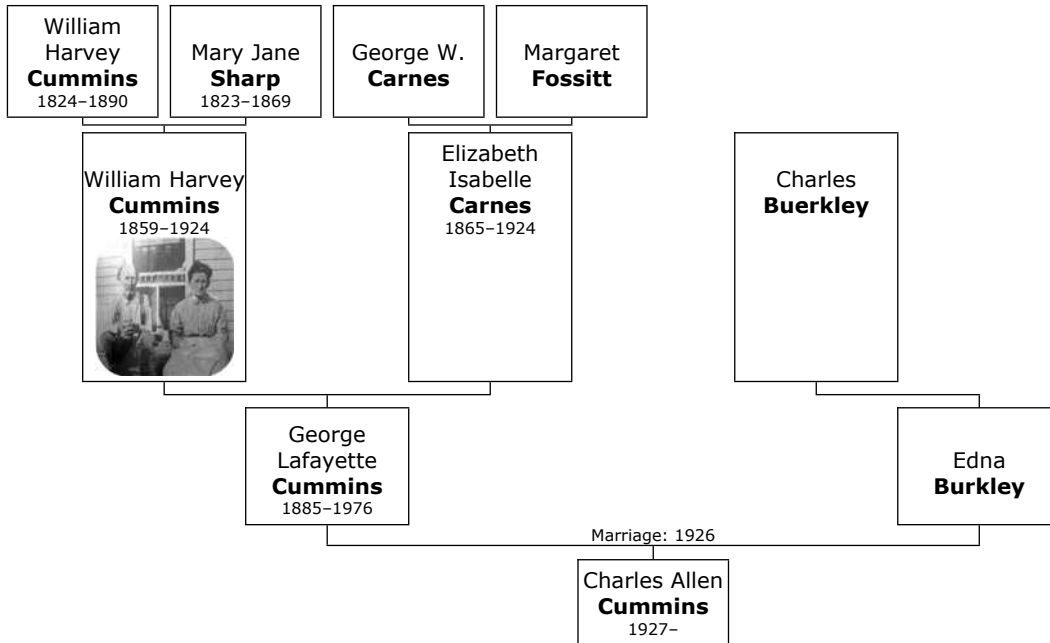 William
Harvey
Cummins
1824–1890
Mary Jane
Sharp
1823–1869
George W.
Carnes
Margaret
Fossitt
William Harvey
Cummins
1859–1924
Elizabeth
Isabelle
Carnes
1865–1924
Charles
Buerkley
George
Lafayette
Cummins
1885–1976
Edna
Burkley
Marriage: 1926
Charles Allen
Cummins
1927–